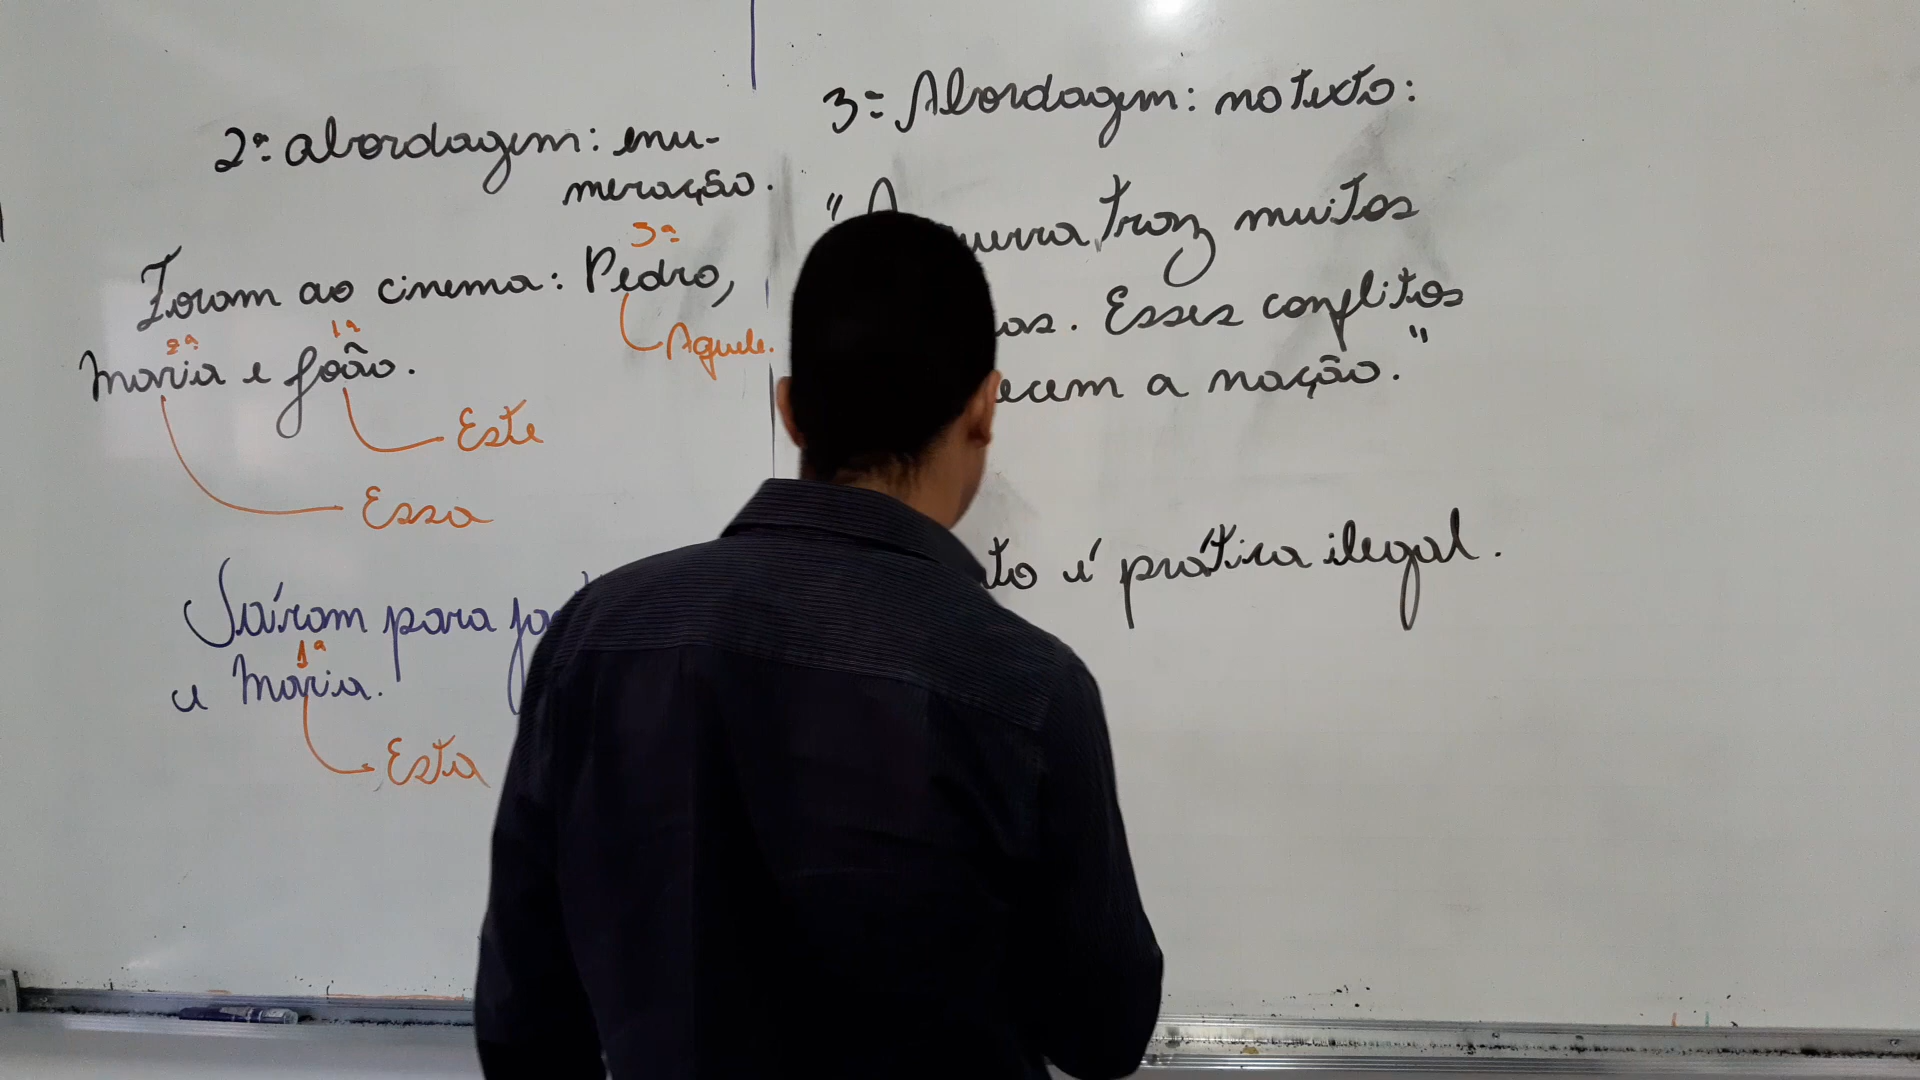 2ª abordagem: enu-
meração.
3ª
Foram ao cinema: Pedro,
Aquele.
2ª 1ª
Maria e João.
Este
Essa
Saíram para
1ª
e Maria.
Esta
3ª Abordagem: no texto:
"A guerra traz muitos
. Esses conflitos
a nação."
é prática ilegal.